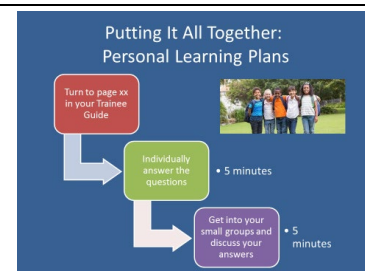 Putting It All Together:
Personal Learning Plans
Turn to page xx
in your Trainee
Guide
Individually
answer the
questions
• 5 minutes
Get into your
small groups and
discuss your
answers
• 5
minutes